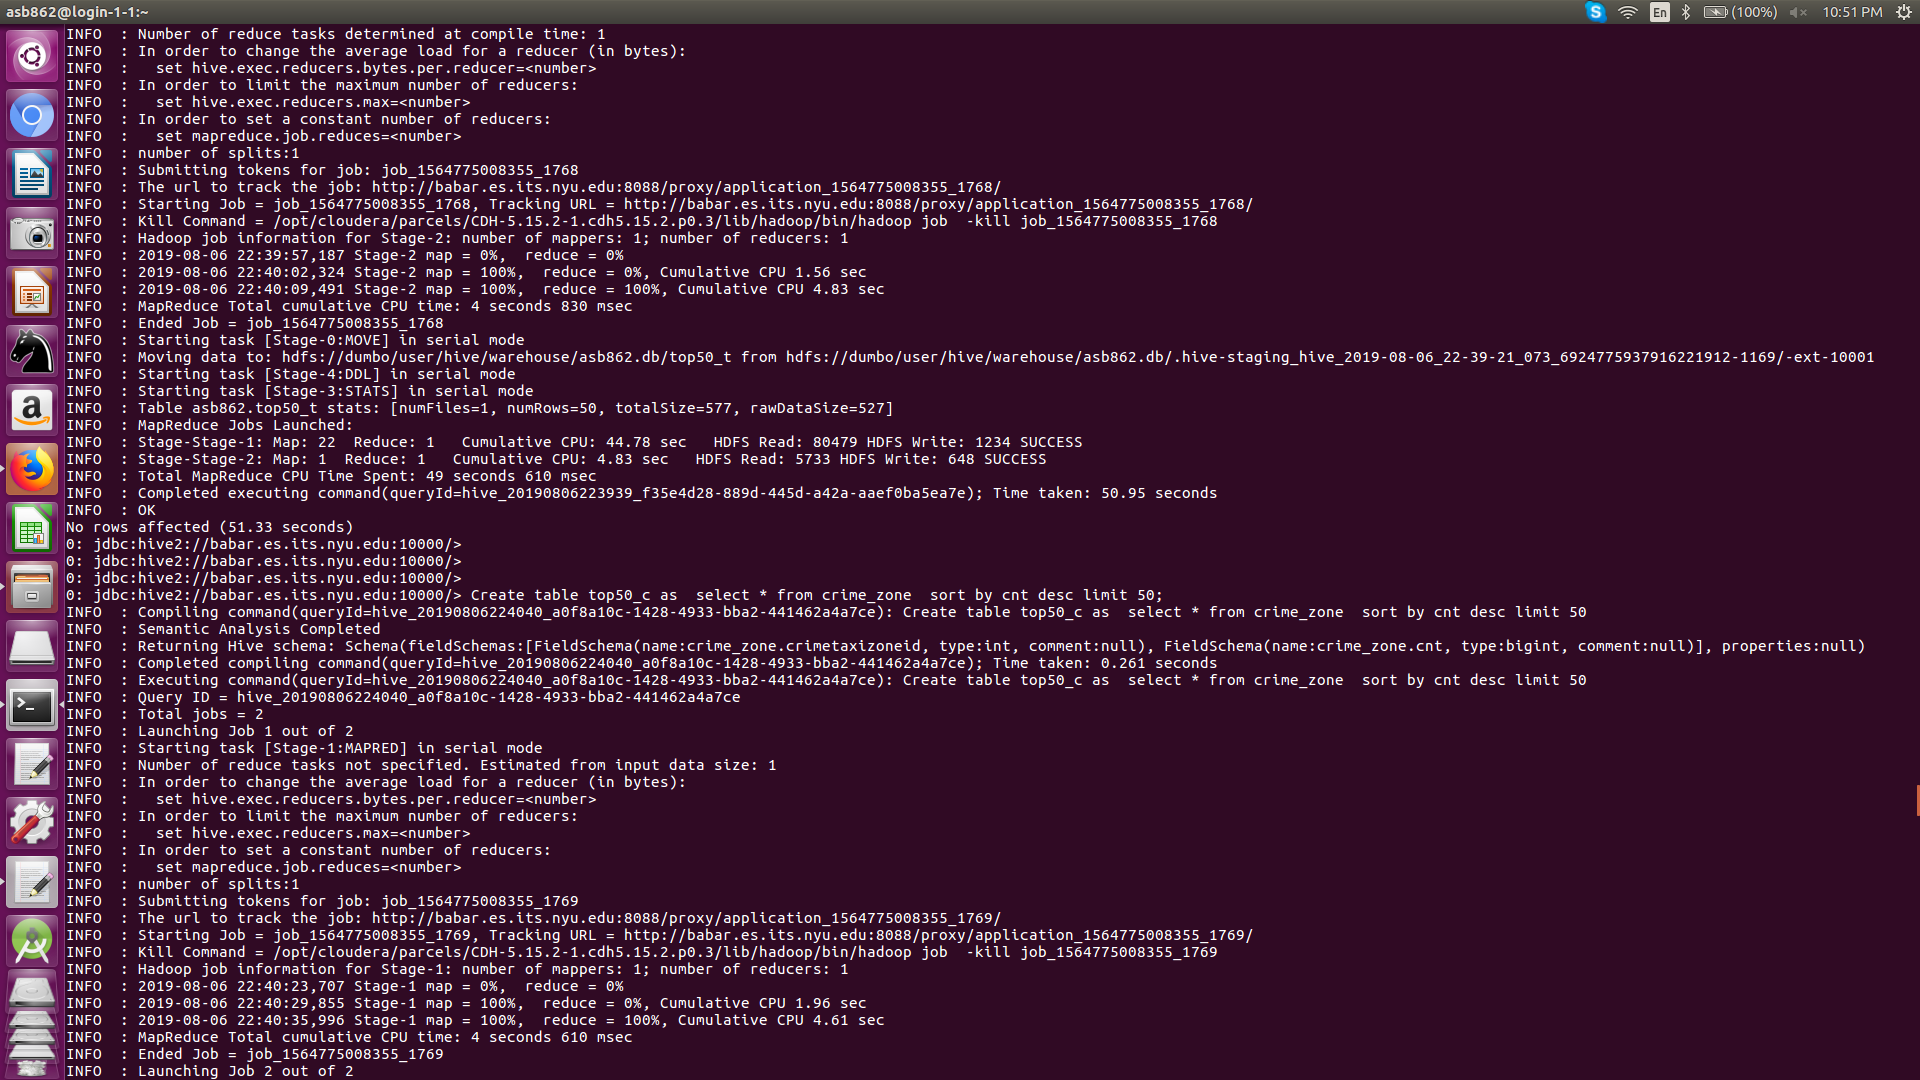 asb862@login-1-1:~
En
(100%)
10:51 PM
INFO  : Number of reduce tasks determined at compile time: 1
INFO  : In order to change the average load for a reducer (in bytes):
INFO  :   set hive.exec.reducers.bytes.per.reducer=<number>
INFO  : In order to limit the maximum number of reducers:
INFO  :   set hive.exec.reducers.max=<number>
INFO  : In order to set a constant number of reducers:
INFO  :   set mapreduce.job.reduces=<number>
INFO  : number of splits:1
INFO  : Submitting tokens for job: job_1564775008355_1768
INFO  : The url to track the job: http://babar.es.its.nyu.edu:8088/proxy/application_1564775008355_1768/
INFO  : Starting Job = job_1564775008355_1768, Tracking URL = http://babar.es.its.nyu.edu:8088/proxy/application_1564775008355_1768/
INFO  : Kill Command = /opt/cloudera/parcels/CDH-5.15.2-1.cdh5.15.2.p0.3/lib/hadoop/bin/hadoop job  -kill job_1564775008355_1768
INFO  : Hadoop job information for Stage-2: number of mappers: 1; number of reducers: 1
INFO  : 2019-08-06 22:39:57,187 Stage-2 map = 0%,  reduce = 0%
INFO  : 2019-08-06 22:40:02,324 Stage-2 map = 100%,  reduce = 0%, Cumulative CPU 1.56 sec
INFO  : 2019-08-06 22:40:09,491 Stage-2 map = 100%,  reduce = 100%, Cumulative CPU 4.83 sec
INFO  : MapReduce Total cumulative CPU time: 4 seconds 830 msec
INFO  : Ended Job = job_1564775008355_1768
INFO  : Starting task [Stage-0:MOVE] in serial mode
INFO  : Moving data to: hdfs://dumbo/user/hive/warehouse/asb862.db/top50_t from hdfs://dumbo/user/hive/warehouse/asb862.db/.hive-staging_hive_2019-08-06_22-39-21_073_6924775937916221912-1169/-ext-10001
INFO  : Starting task [Stage-4:DDL] in serial mode
INFO  : Starting task [Stage-3:STATS] in serial mode
INFO  : Table asb862.top50_t stats: [numFiles=1, numRows=50, totalSize=577, rawDataSize=527]
INFO  : MapReduce Jobs Launched:
INFO  : Stage-Stage-1: Map: 22  Reduce: 1   Cumulative CPU: 44.78 sec   HDFS Read: 80479 HDFS Write: 1234 SUCCESS
INFO  : Stage-Stage-2: Map: 1  Reduce: 1   Cumulative CPU: 4.83 sec   HDFS Read: 5733 HDFS Write: 648 SUCCESS
INFO  : Total MapReduce CPU Time Spent: 49 seconds 610 msec
INFO  : Completed executing command(queryId=hive_20190806223939_f35e4d28-889d-445d-a42a-aaef0ba5ea7e); Time taken: 50.95 seconds
INFO  : OK
No rows affected (51.33 seconds)
0: jdbc:hive2://babar.es.its.nyu.edu:10000/>
0: jdbc:hive2://babar.es.its.nyu.edu:10000/>
0: jdbc:hive2://babar.es.its.nyu.edu:10000/>
0: jdbc:hive2://babar.es.its.nyu.edu:10000/> Create table top50_c as  select * from crime_zone  sort by cnt desc limit 50;
INFO  : Compiling command(queryId=hive_20190806224040_a0f8a10c-1428-4933-bba2-441462a4a7ce): Create table top50_c as  select * from crime_zone  sort by cnt desc limit 50
INFO  : Semantic Analysis Completed
INFO  : Returning Hive schema: Schema(fieldSchemas:[FieldSchema(name:crime_zone.crimetaxizoneid, type:int, comment:null), FieldSchema(name:crime_zone.cnt, type:bigint, comment:null)], properties:null)
INFO  : Completed compiling command(queryId=hive_20190806224040_a0f8a10c-1428-4933-bba2-441462a4a7ce); Time taken: 0.261 seconds
INFO  : Executing command(queryId=hive_20190806224040_a0f8a10c-1428-4933-bba2-441462a4a7ce): Create table top50_c as  select * from crime_zone  sort by cnt desc limit 50
INFO  : Query ID = hive_20190806224040_a0f8a10c-1428-4933-bba2-441462a4a7ce
INFO  : Total jobs = 2
INFO  : Launching Job 1 out of 2
INFO  : Starting task [Stage-1:MAPRED] in serial mode
INFO  : Number of reduce tasks not specified. Estimated from input data size: 1
INFO  : In order to change the average load for a reducer (in bytes):
INFO  :   set hive.exec.reducers.bytes.per.reducer=<number>
INFO  : In order to limit the maximum number of reducers:
INFO  :   set hive.exec.reducers.max=<number>
INFO  : In order to set a constant number of reducers:
INFO  :   set mapreduce.job.reduces=<number>
INFO  : number of splits:1
INFO  : Submitting tokens for job: job_1564775008355_1769
INFO  : The url to track the job: http://babar.es.its.nyu.edu:8088/proxy/application_1564775008355_1769/
INFO  : Starting Job = job_1564775008355_1769, Tracking URL = http://babar.es.its.nyu.edu:8088/proxy/application_1564775008355_1769/
INFO  : Kill Command = /opt/cloudera/parcels/CDH-5.15.2-1.cdh5.15.2.p0.3/lib/hadoop/bin/hadoop job  -kill job_1564775008355_1769
INFO  : Hadoop job information for Stage-1: number of mappers: 1; number of reducers: 1
INFO  : 2019-08-06 22:40:23,707 Stage-1 map = 0%,  reduce = 0%
INFO  : 2019-08-06 22:40:29,855 Stage-1 map = 100%,  reduce = 0%, Cumulative CPU 1.96 sec
INFO  : 2019-08-06 22:40:35,996 Stage-1 map = 100%,  reduce = 100%, Cumulative CPU 4.61 sec
INFO  : MapReduce Total cumulative CPU time: 4 seconds 610 msec
INFO  : Ended Job = job_1564775008355_1769
INFO  : Launching Job 2 out of 2